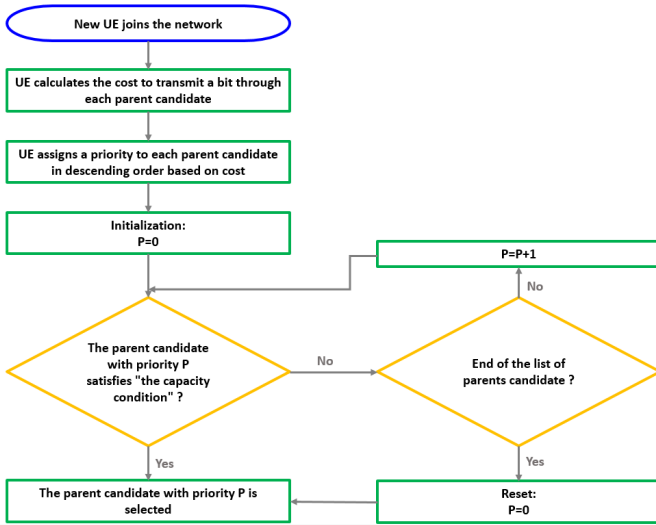 New UE joins the network
UE calculates the cost to transmit a bit through
each parent candidate
UE assigns a priority to each parent candidate
in descending order based on cost
Initialization:
P=0
P=P+1
No
The parent candidate
with priority P
satisfies "the capacity
condition" ?
No
End of the list of
parents candidate ?
Yes
Yes
The parent candidate with priority P is
selected
Reset:
P=0